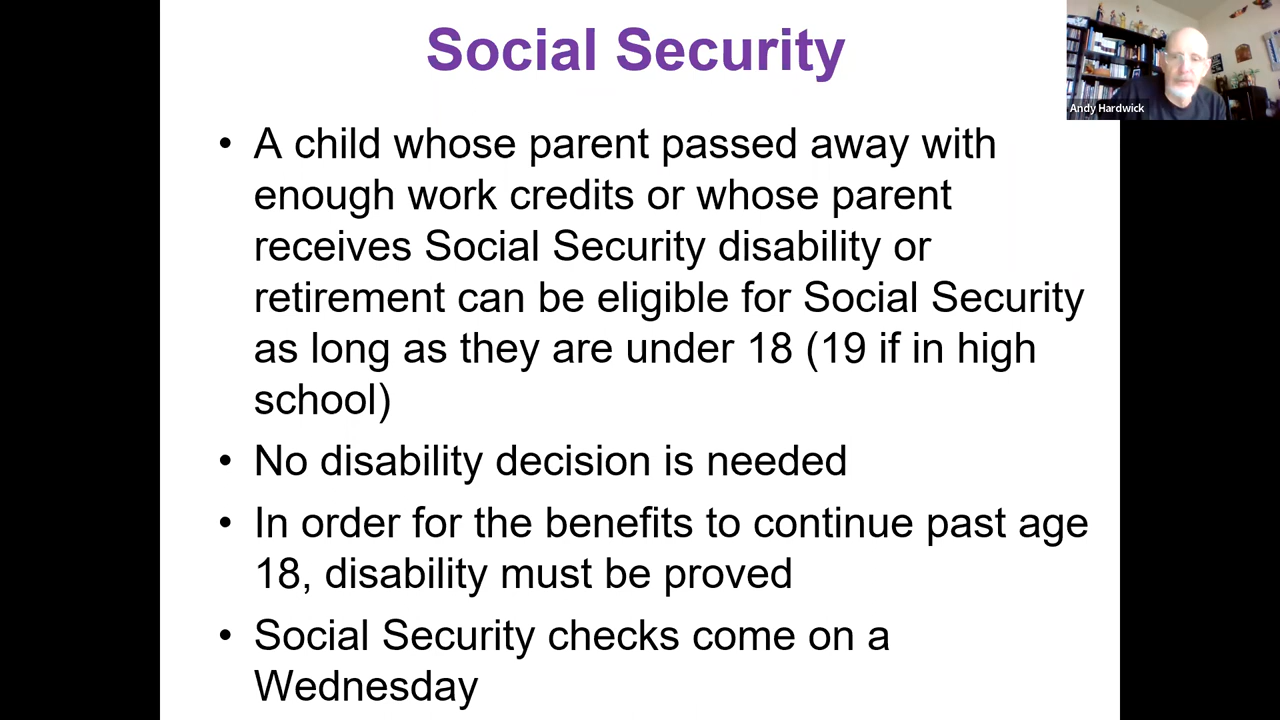 Social Security
Andy Hardwick
• A child whose parent passed away with
enough work credits or whose parent
receives Social Security disability or
retirement can be eligible for Social Security
as long as they are under 18 (19 if in high
school)
• No disability decision is needed
• In order for the benefits to continue past age
18, disability must be proved
• Social Security checks come on a
Wednesday